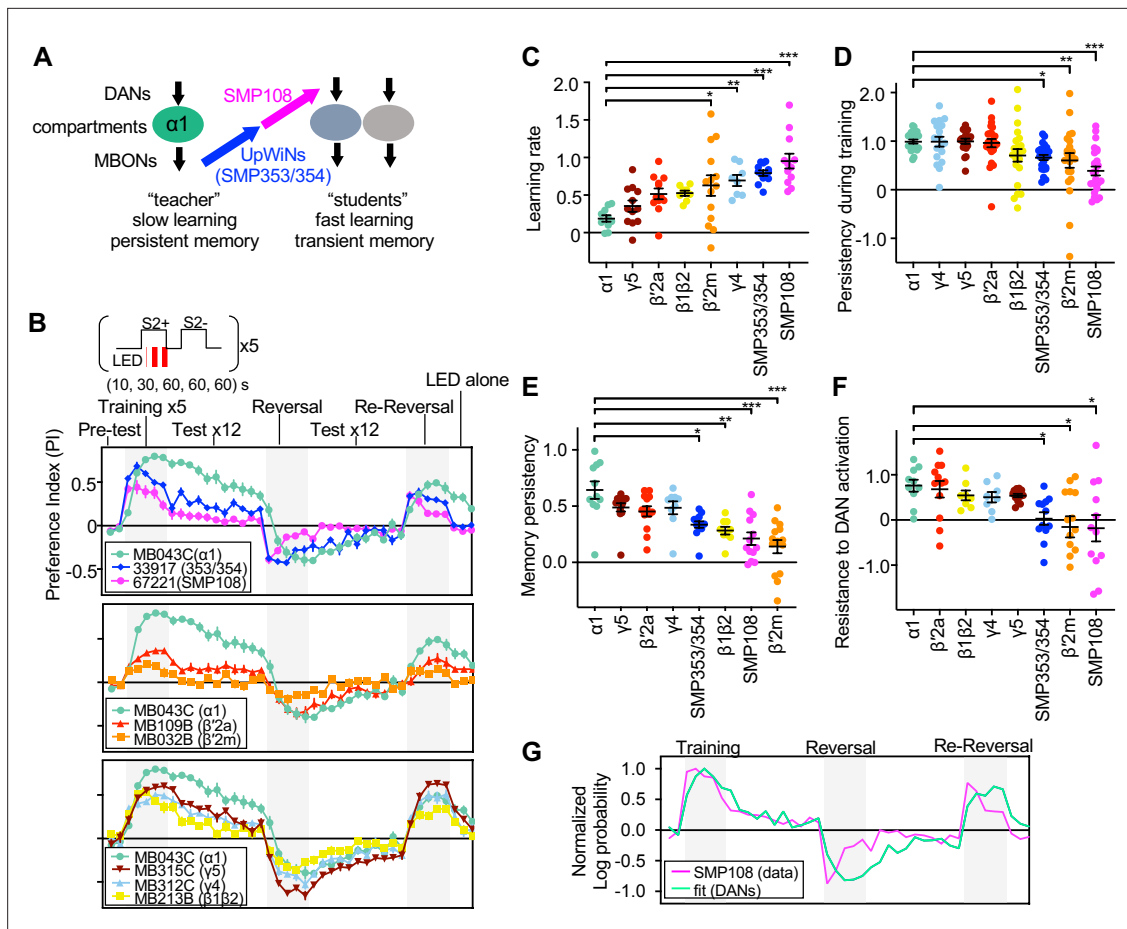 A
DANs
compartments
MBONs
α1
SMP108
UpWiNs
(SMP353/354)
“teacher”
slow learning
persistent memory
“students”
fast learning
transient memory
B
S2+ S2-
LED
x5
(10, 30, 60, 60, 60) s
LED alone
Training x5 Reversal Re-Reversal
Pre-test Test x12 Test x12
Preference Index (PI)
0.5
0
-0.5
MB043C(α1)
33917 (353/354)
67221(SMP108)
MB043C (α1)
MB109B (β'2a)
MB032B (β'2m)
MB043C (α1)
MB315C (γ5)
MB312C (γ4)
MB213B (β1β2)
C
***
***
**
*
Learning rate
2.0
1.5
1.0
0.5
0
α1 γ5 β'2a β1β2 β'2m γ4 SMP353/354 SMP108
D
***
**
*
Persistency during training
2.0
1.0
0
-1.0
α1 γ4 γ5 β'2a β1β2 SMP353/354 β'2m SMP108
E
***
***
**
*
Memory persistency
1.0
0.5
0.0
α1 γ5 β'2a γ4 SMP353/354 β1β2 SMP108 β'2m
F
*
*
*
Resistance to DAN activation
1.0
0
-1.0
α1 β'2a β1β2 γ4 γ5 SMP353/354 β'2m SMP108
G
Training Reversal Re-Reversal
Normalized
Log probability
1.0
0.5
0
-0.5
-1.0
SMP108 (data)
fit (DANs)